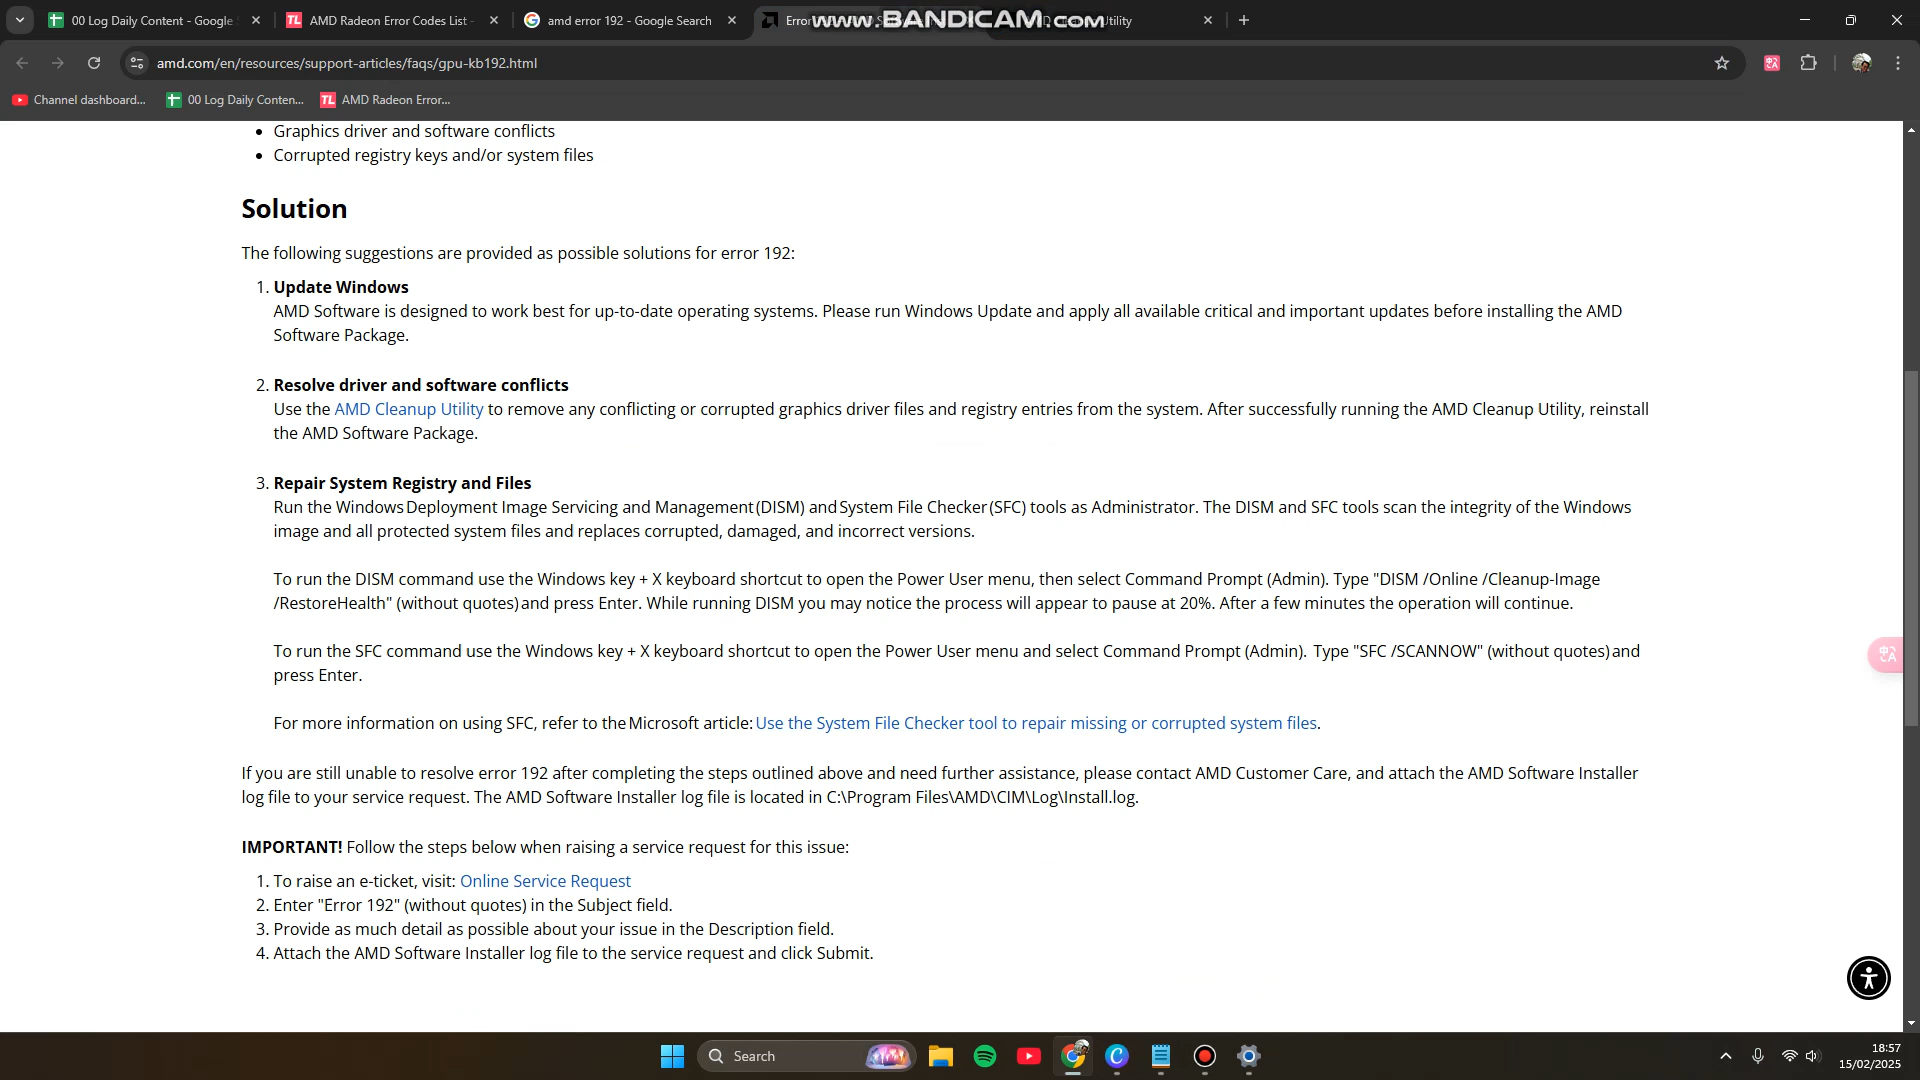 00 Log Daily Content - Google
AMD Radeon Error Codes List -
amd error 192 - Google Search
Error
www.BANDICAM.com
Utility
amd.com/en/resources/support-articles/faqs/gpu-kb192.html
Channel dashboard...
00 Log Daily Conten...
AMD Radeon Error...
• Graphics driver and software conflicts
• Corrupted registry keys and/or system files
Solution
The following suggestions are provided as possible solutions for error 192:
1. Update Windows
AMD Software is designed to work best for up-to-date operating systems. Please run Windows Update and apply all available critical and important updates before installing the AMD
Software Package.
2. Resolve driver and software conflicts
Use the AMD Cleanup Utility to remove any conflicting or corrupted graphics driver files and registry entries from the system. After successfully running the AMD Cleanup Utility, reinstall
the AMD Software Package.
3. Repair System Registry and Files
Run the Windows Deployment Image Servicing and Management (DISM) and System File Checker (SFC) tools as Administrator. The DISM and SFC tools scan the integrity of the Windows
image and all protected system files and replaces corrupted, damaged, and incorrect versions.
To run the DISM command use the Windows key + X keyboard shortcut to open the Power User menu, then select Command Prompt (Admin). Type "DISM /Online /Cleanup-Image
/RestoreHealth" (without quotes) and press Enter. While running DISM you may notice the process will appear to pause at 20%. After a few minutes the operation will continue.
To run the SFC command use the Windows key + X keyboard shortcut to open the Power User menu and select Command Prompt (Admin). Type "SFC /SCANNOW" (without quotes) and
press Enter.
For more information on using SFC, refer to the Microsoft article: Use the System File Checker tool to repair missing or corrupted system files.
If you are still unable to resolve error 192 after completing the steps outlined above and need further assistance, please contact AMD Customer Care, and attach the AMD Software Installer
log file to your service request. The AMD Software Installer log file is located in C:\Program Files\AMD\CIM\Log\Install.log.
IMPORTANT! Follow the steps below when raising a service request for this issue:
1. To raise an e-ticket, visit: Online Service Request
2. Enter "Error 192" (without quotes) in the Subject field.
3. Provide as much detail as possible about your issue in the Description field.
4. Attach the AMD Software Installer log file to the service request and click Submit.
Search
18:57
15/02/2025